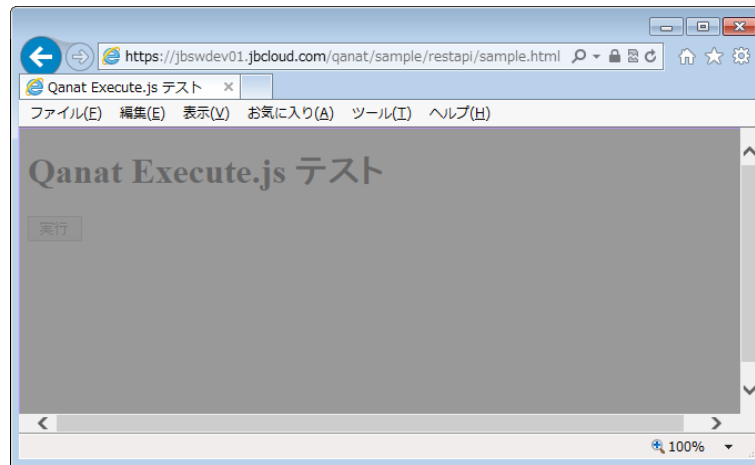 https://jbswdev01.jbcloud.com/qanat/sample/restapi/sample.html
Qanat Execute.js テスト
ファイル(F) 編集(E) 表示(V) お気に入り(A) ツール(T) ヘルプ(H)
Qanat Execute.js テスト
実行
100%